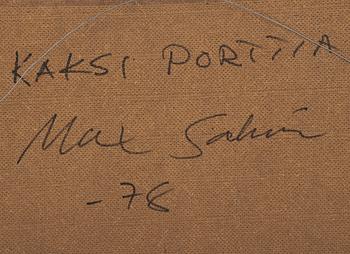 KAKSI PORTTIA
Max Salmi
-78